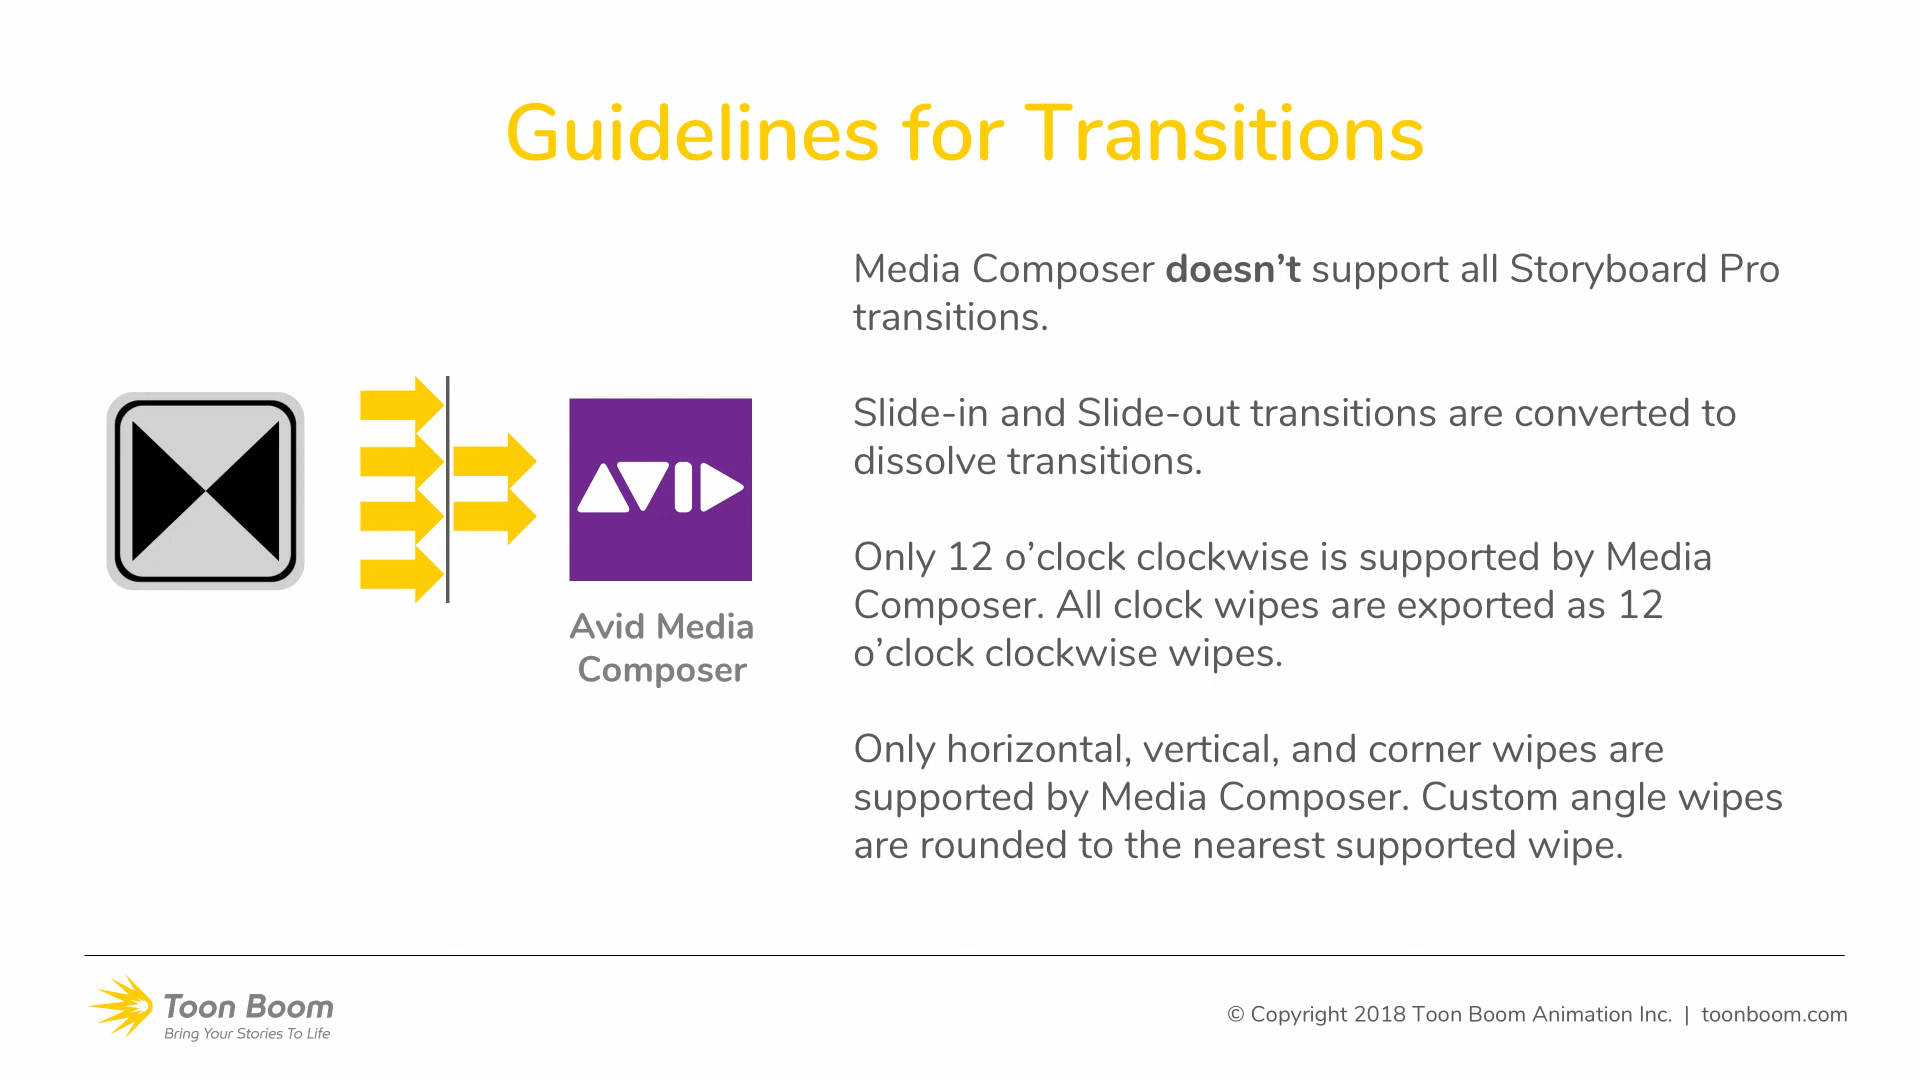 Guidelines for Transitions
Media Composer doesn’t support all Storyboard Pro
transitions.
Slide-in and Slide-out transitions are converted to
dissolve transitions.
Only 12 o’clock clockwise is supported by Media
Composer. All clock wipes are exported as 12
o’clock clockwise wipes.
Only horizontal, vertical, and corner wipes are
supported by Media Composer. Custom angle wipes
are rounded to the nearest supported wipe.
AVID
Avid Media
Composer
Toon Boom
Bring Your Stories To Life
© Copyright 2018 Toon Boom Animation Inc. | toonboom.com